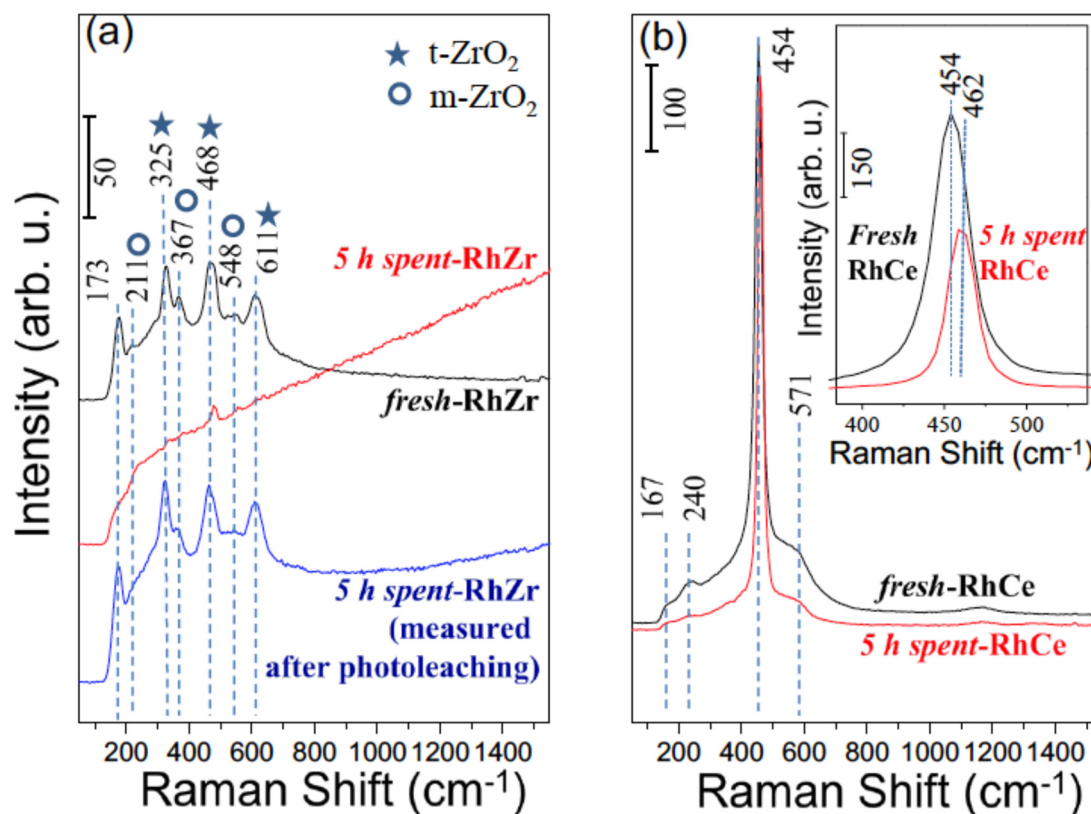 (a)
★ t-ZrO₂
○ m-ZrO₂
50
173
211
325
367
468
548
611
5 h spent-RhZr
fresh-RhZr
5 h spent-RhZr
(measured
after photoleaching)
Intensity (arb. u.)
200 400 600 800 1000 1200 1400
Raman Shift (cm⁻¹)
(b)
100
454
167
240
571
fresh-RhCe
5 h spent-RhCe
200 400 600 800 1000 1200 1400
Raman Shift (cm⁻¹)
454
462
150
Fresh
RhCe
5 h spent
RhCe
Intensity (arb. u.)
400 450 500
Raman Shift (cm⁻¹)